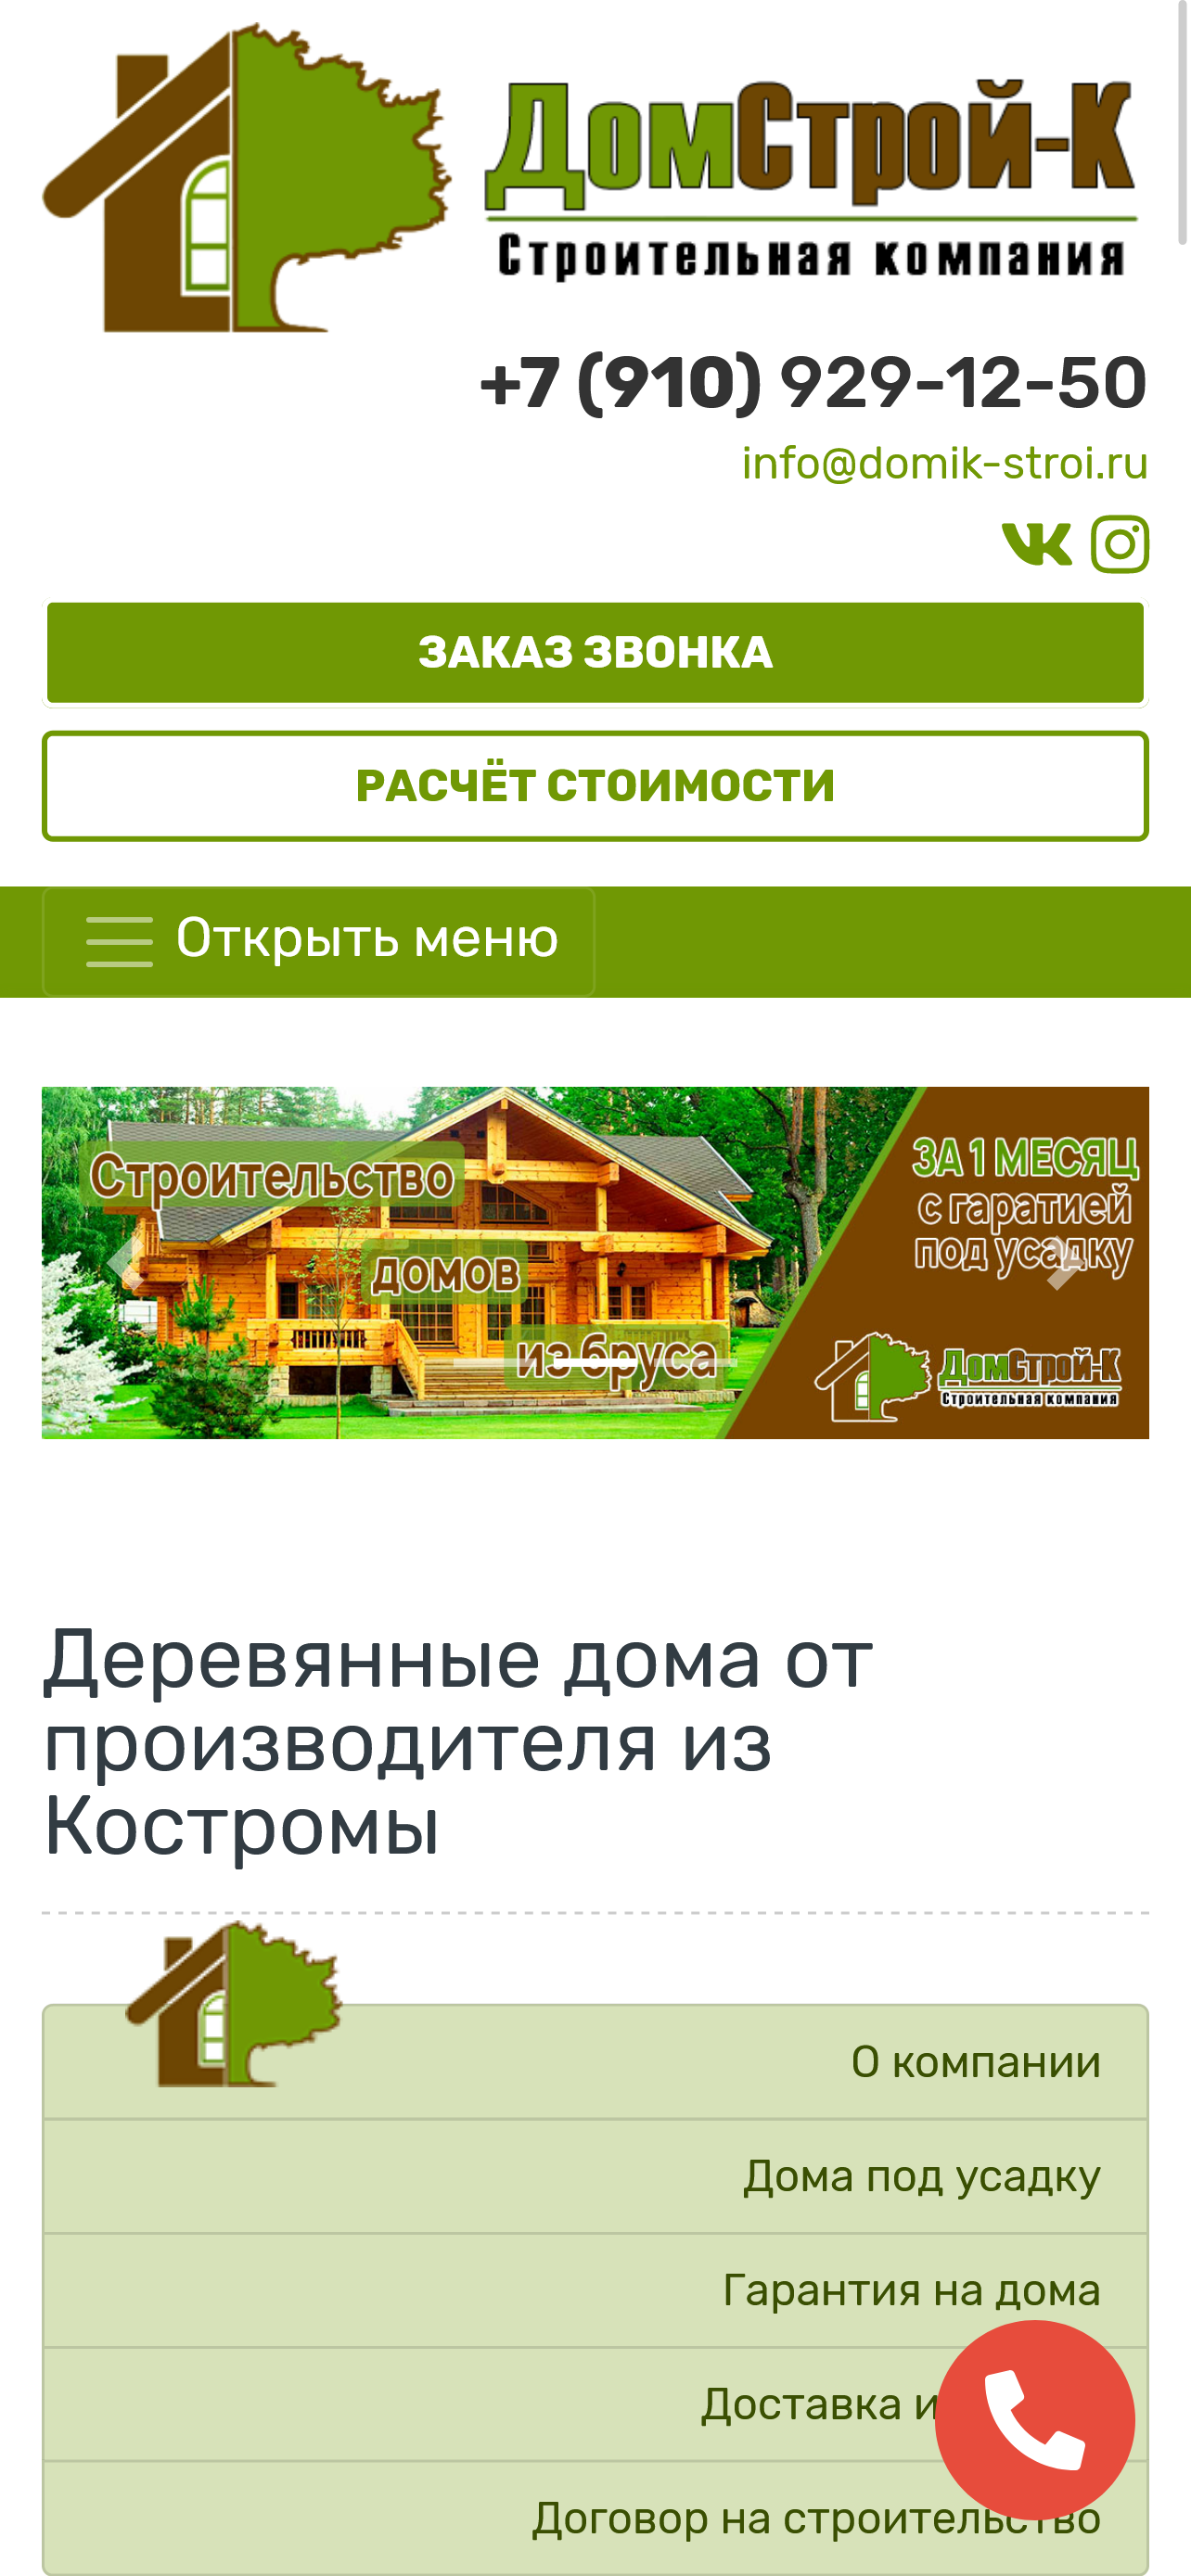 ДомСтрой-К
Строительная компания
+7 (910) 929-12-50
info@domik-stroi.ru
ЗАКАЗ ЗВОНКА
РАСЧЁТ СТОИМОСТИ
Открыть меню
Строительство
домов
из бруса
ЗА 1 МЕСЯЦ
с гаратией
под усадку
ДомСтрой-К
Строительная компания
Деревянные дома от
производителя из
Костромы
О компании
Дома под усадку
Гарантия на дома
Доставка и
Договор на строительство